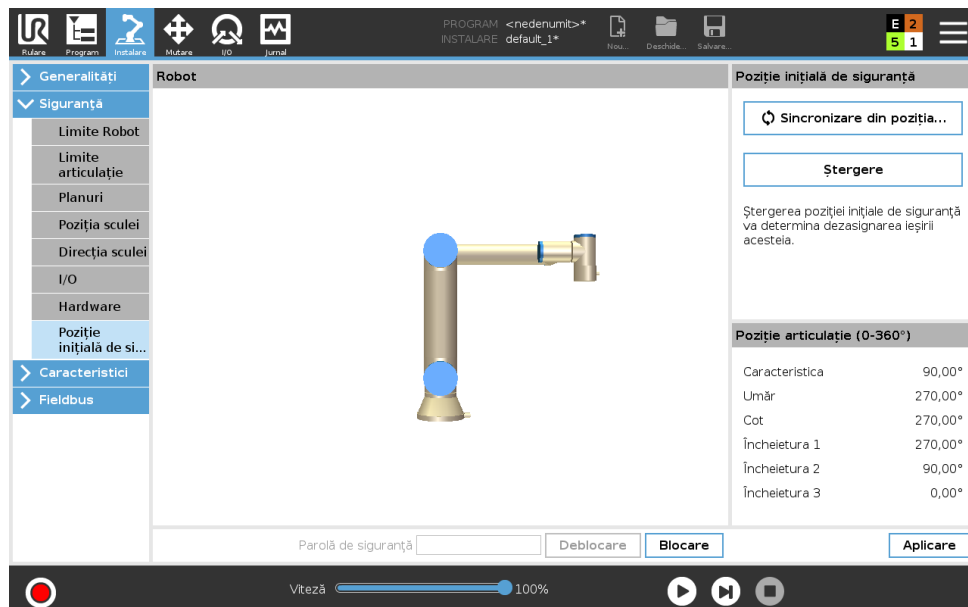 Rulare
Program
Instalare
Mutare
I/O
Jurnal
PROGRAM <nedenumit>*
INSTALARE default_1*
Nou...
Deschide...
Salvare...
E 2
5 1
Generalități
Siguranță
Limite Robot
Limite
articulație
Planuri
Poziția sculei
Direcția sculei
I/O
Hardware
Poziție
inițială de si...
Caracteristici
Fieldbus
Robot
Poziție inițială de siguranță
Sincronizare din poziția...
Ștergere
Ștergerea poziției inițiale de siguranță
va determina dezasignarea ieșirii
acesteia.
Poziție articulație (0-360°)
Caracteristica 90,00°
Umăr 270,00°
Cot 270,00°
Încheietura 1 270,00°
Încheietura 2 90,00°
Încheietura 3 0,00°
Parolă de siguranță
Deblocare
Blocare
Aplicare
Viteză 100%